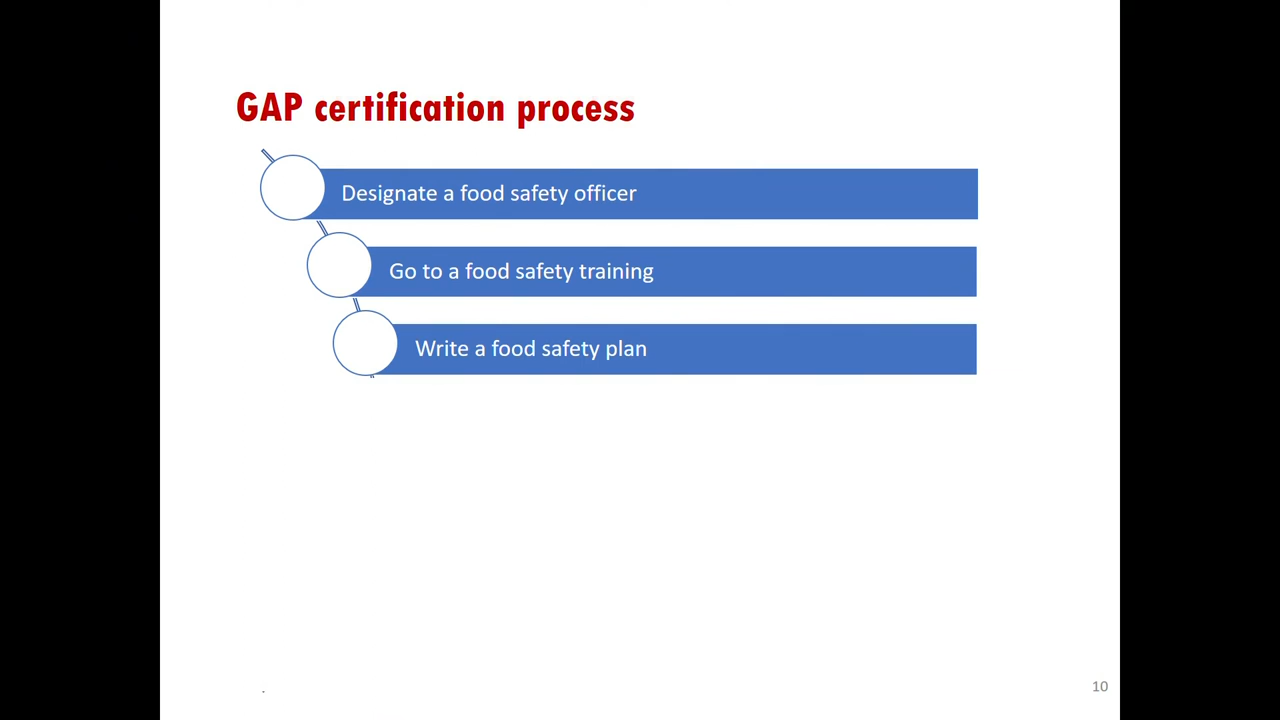 GAP certification process
Designate a food safety officer
Go to a food safety training
Write a food safety plan
.
10